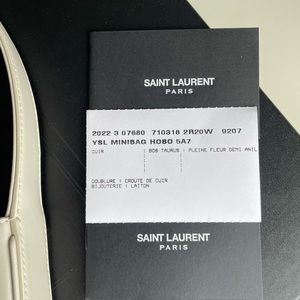 SAINT LAURENT
PARIS
2022 3 07680 710318 2R20W 9207
YSL MINIBAG HOBO 5A7
CUIR | BOS TAURUS | PLEINE FLEUR DEMI ANIL
DOUBLURE : CROUTE DE CUIR
BIJOUTERIE : LAITON
SAINT LAURENT
PARIS